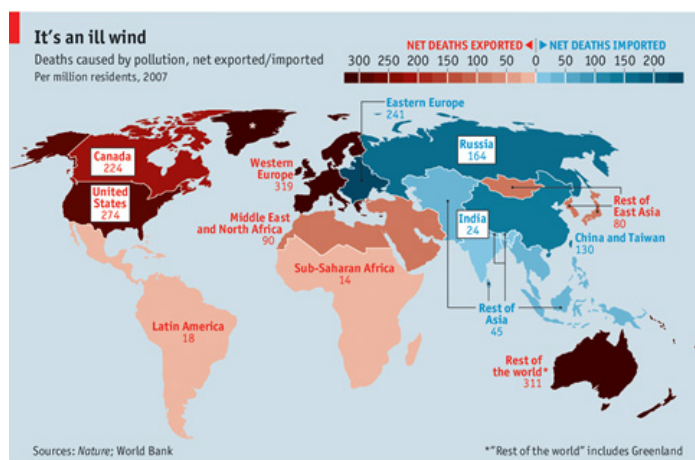 It's an ill wind
Deaths caused by pollution, net exported/imported
Per million residents, 2007
NET DEATHS EXPORTED ◀ ▶ NET DEATHS IMPORTED
300 250 200 150 100 50 0 50 100 150 200
Eastern Europe
241
Canada
224
Western
Europe
319
Russia
164
United
States
274
Middle East
and North Africa
90
India
24
Rest of
East Asia
80
China and Taiwan
130
Sub-Saharan Africa
14
Latin America
18
Rest of
Asia
45
Rest of
the world*
311
Sources: Nature; World Bank
*"Rest of the world" includes Greenland